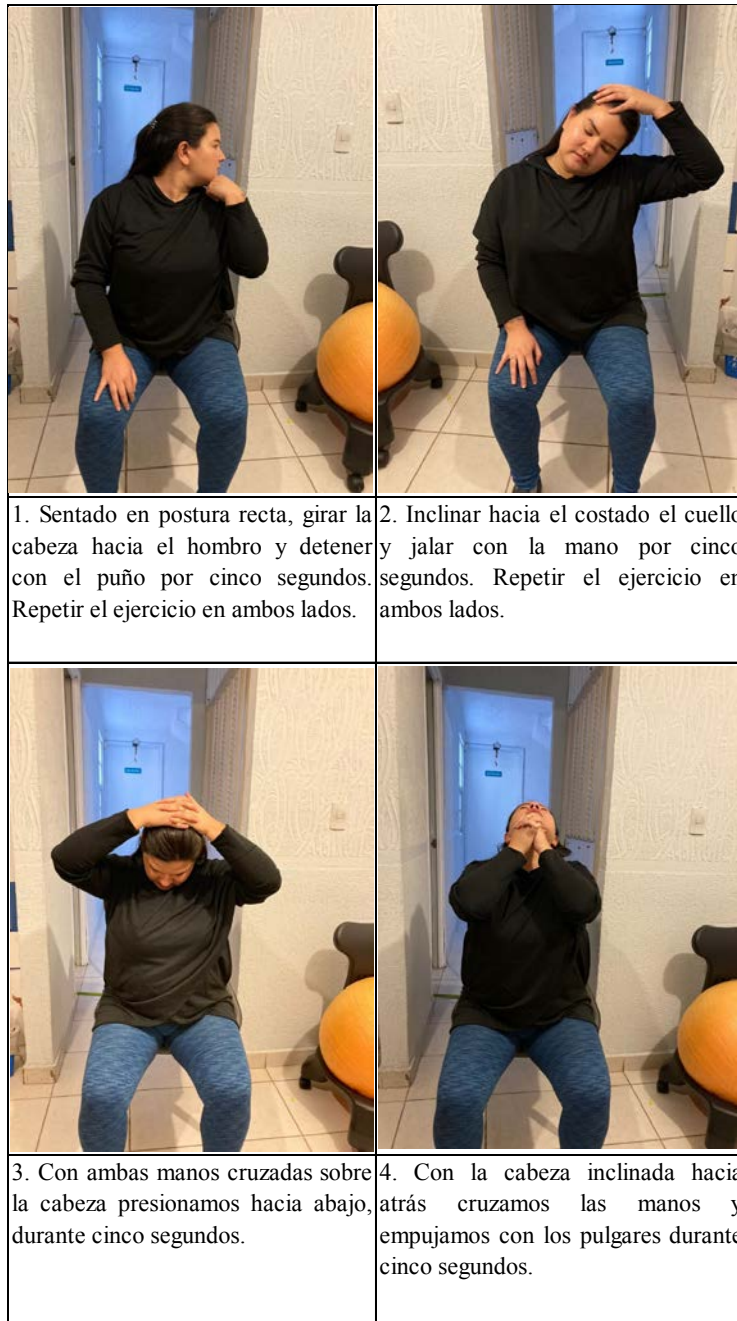 1. Sentado en postura recta, girar la
cabeza hacia el hombro y detener
con el puño por cinco segundos.
Repetir el ejercicio en ambos lados.
2. Inclinar hacia el costado el cuello
y jalar con la mano por cinco
segundos. Repetir el ejercicio en
ambos lados.
3. Con ambas manos cruzadas sobre
la cabeza presionamos hacia abajo,
durante cinco segundos.
4. Con la cabeza inclinada hacia
atrás cruzamos las manos y
empujamos con los pulgares durante
cinco segundos.